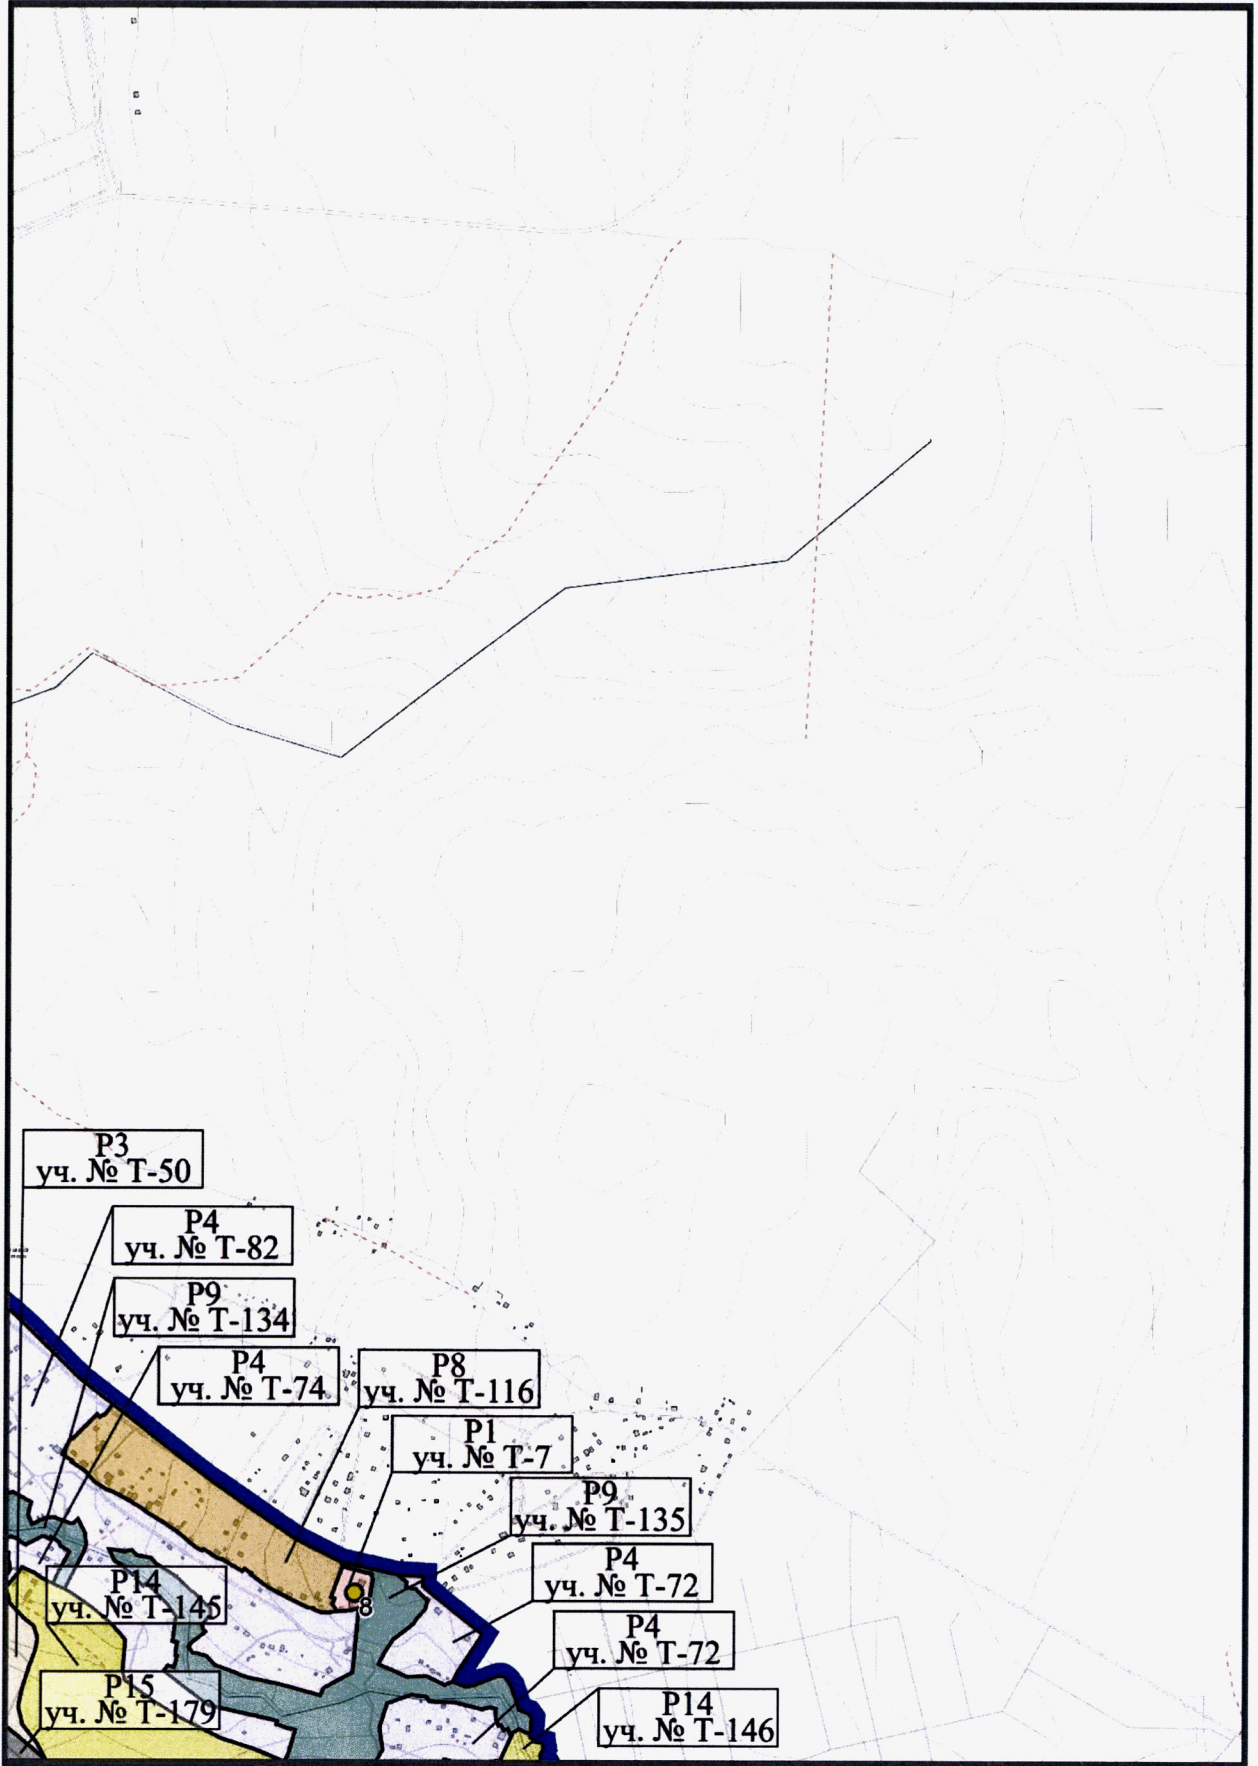 Р3
уч. № Т-50
Р4
уч. № Т-82
Р9
уч. № Т-134
Р4
уч. № Т-74
Р8
уч. № Т-116
Р1
уч. № Т-7
Р9
уч. № Т-135
Р4
уч. № Т-72
8
Р14
уч. № Т-145
Р4
уч. № Т-72
Р15
уч. № Т-179
Р14
уч. № Т-146